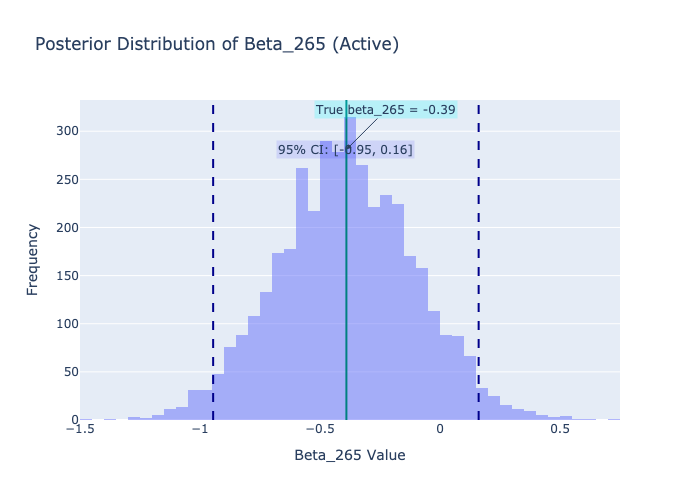 Posterior Distribution of Beta_265 (Active)
True beta_265 = -0.39
95% CI: [-0.95, 0.16]
300
250
200
150
100
50
0
Frequency
−1.5
−1
−0.5
0
0.5
Beta_265 Value